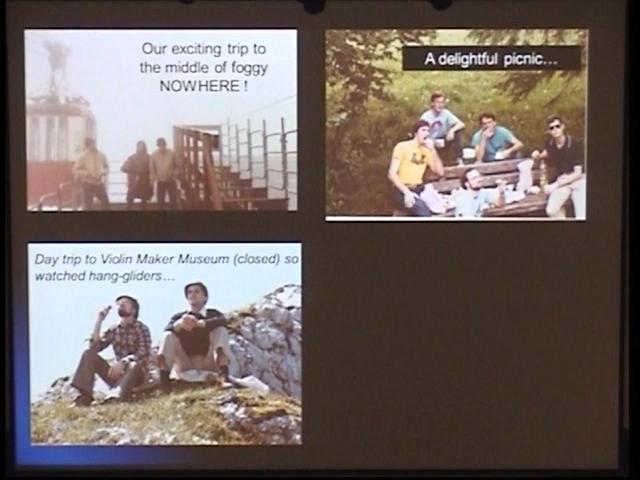 Our exciting trip to
the middle of foggy
NOWHERE !
A delightful picnic...
Day trip to Violin Maker Museum (closed) so
watched hang-gliders...